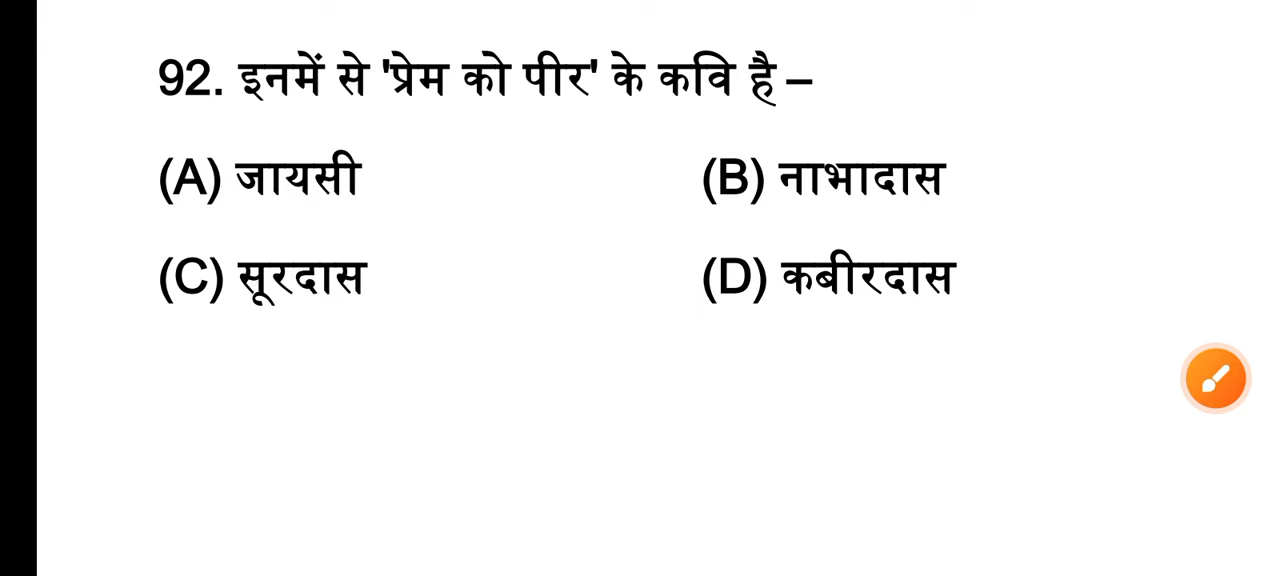 92. इनमें से 'प्रेम को पीर' के कवि है –
(A) जायसी (B) नाभादास
(C) सूरदास (D) कबीरदास